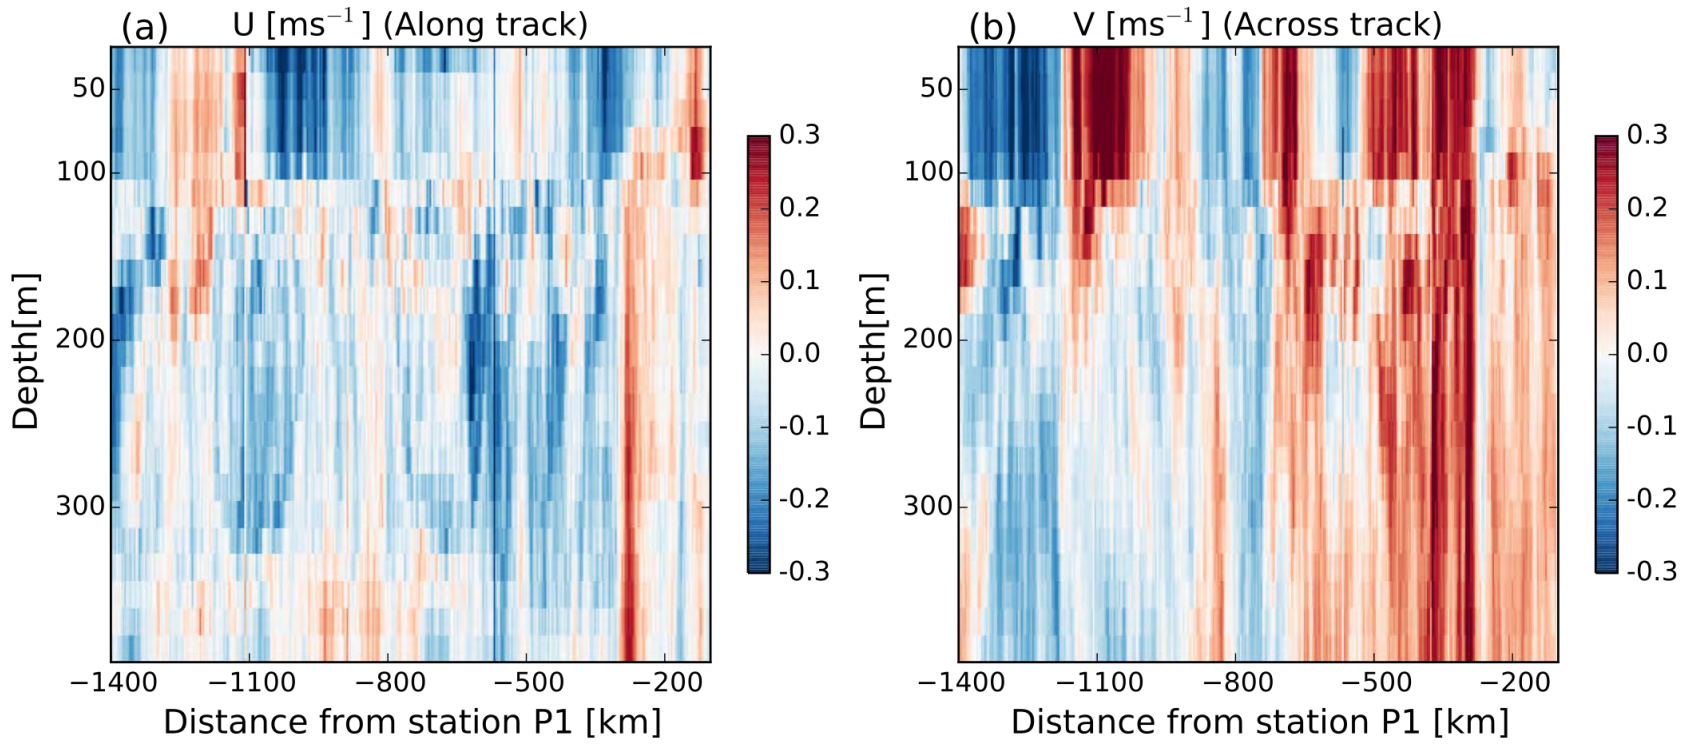 (a) U [ms⁻¹] (Along track)
50
100
200
300
Depth[m]
−1400 −1100 −800 −500 −200
Distance from station P1 [km]
0.3
0.2
0.1
0.0
-0.1
-0.2
-0.3
(b) V [ms⁻¹] (Across track)
50
100
200
300
Depth[m]
−1400 −1100 −800 −500 −200
Distance from station P1 [km]
0.3
0.2
0.1
0.0
-0.1
-0.2
-0.3